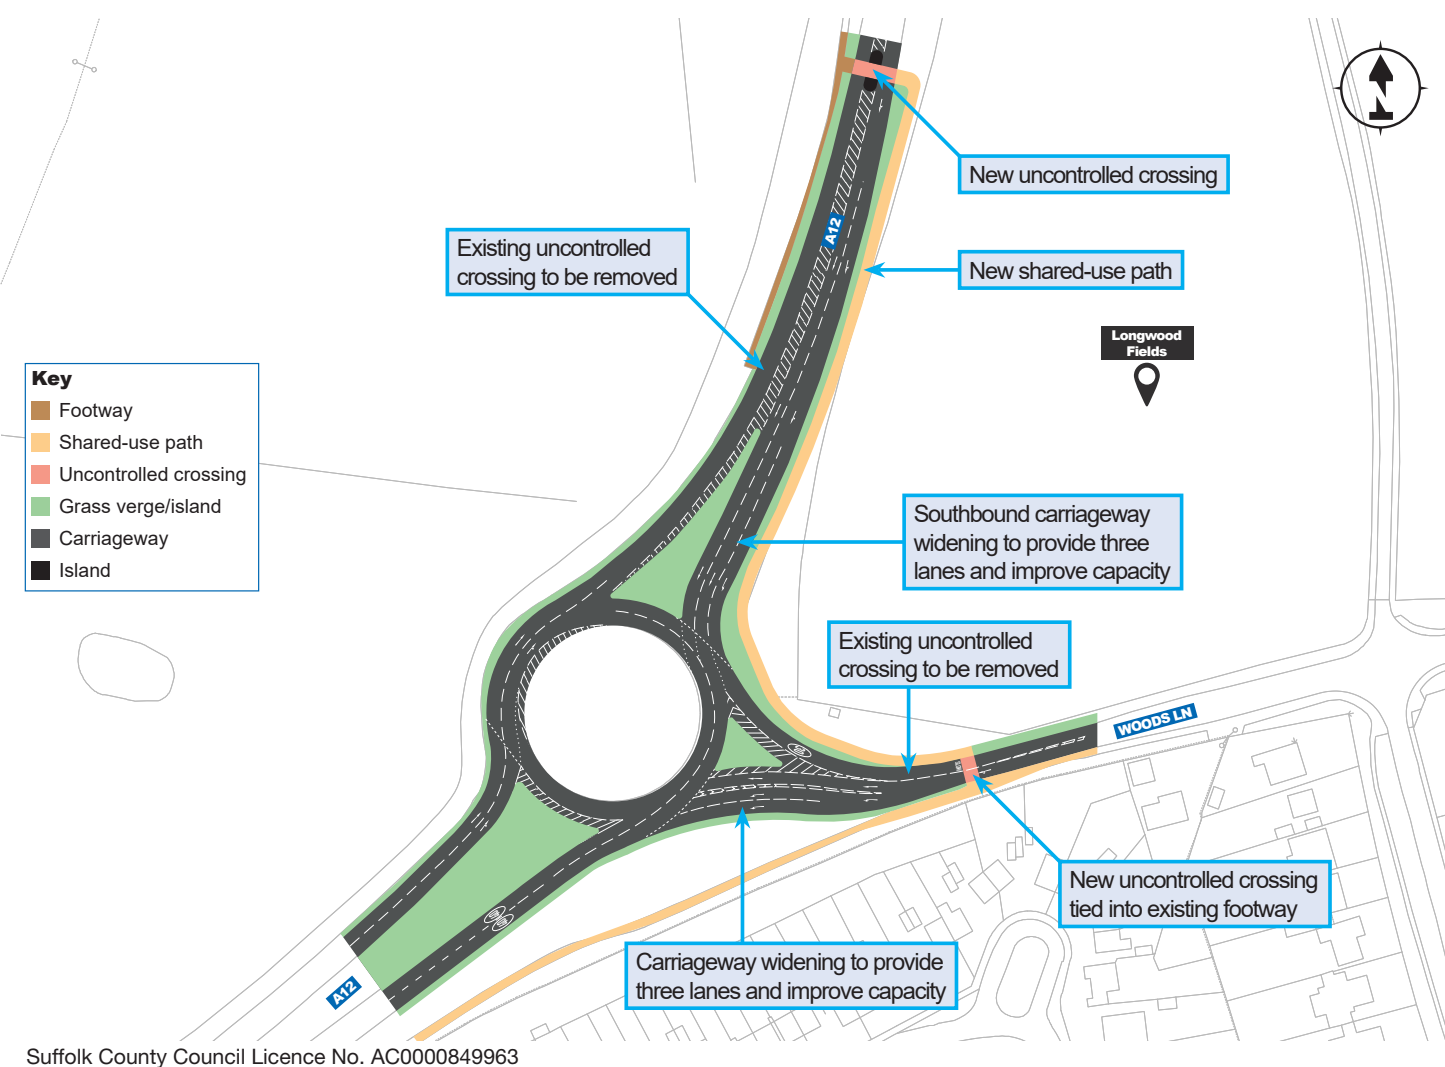 New uncontrolled crossing
A12
Existing uncontrolled
crossing to be removed
New shared-use path
Longwood
Fields
Key
Footway
Shared-use path
Uncontrolled crossing
Grass verge/island
Carriageway
Island
Southbound carriageway
widening to provide three
lanes and improve capacity
Existing uncontrolled
crossing to be removed
WOODS LN
New uncontrolled crossing
tied into existing footway
Carriageway widening to provide
three lanes and improve capacity
A12
Suffolk County Council Licence No. AC0000849963